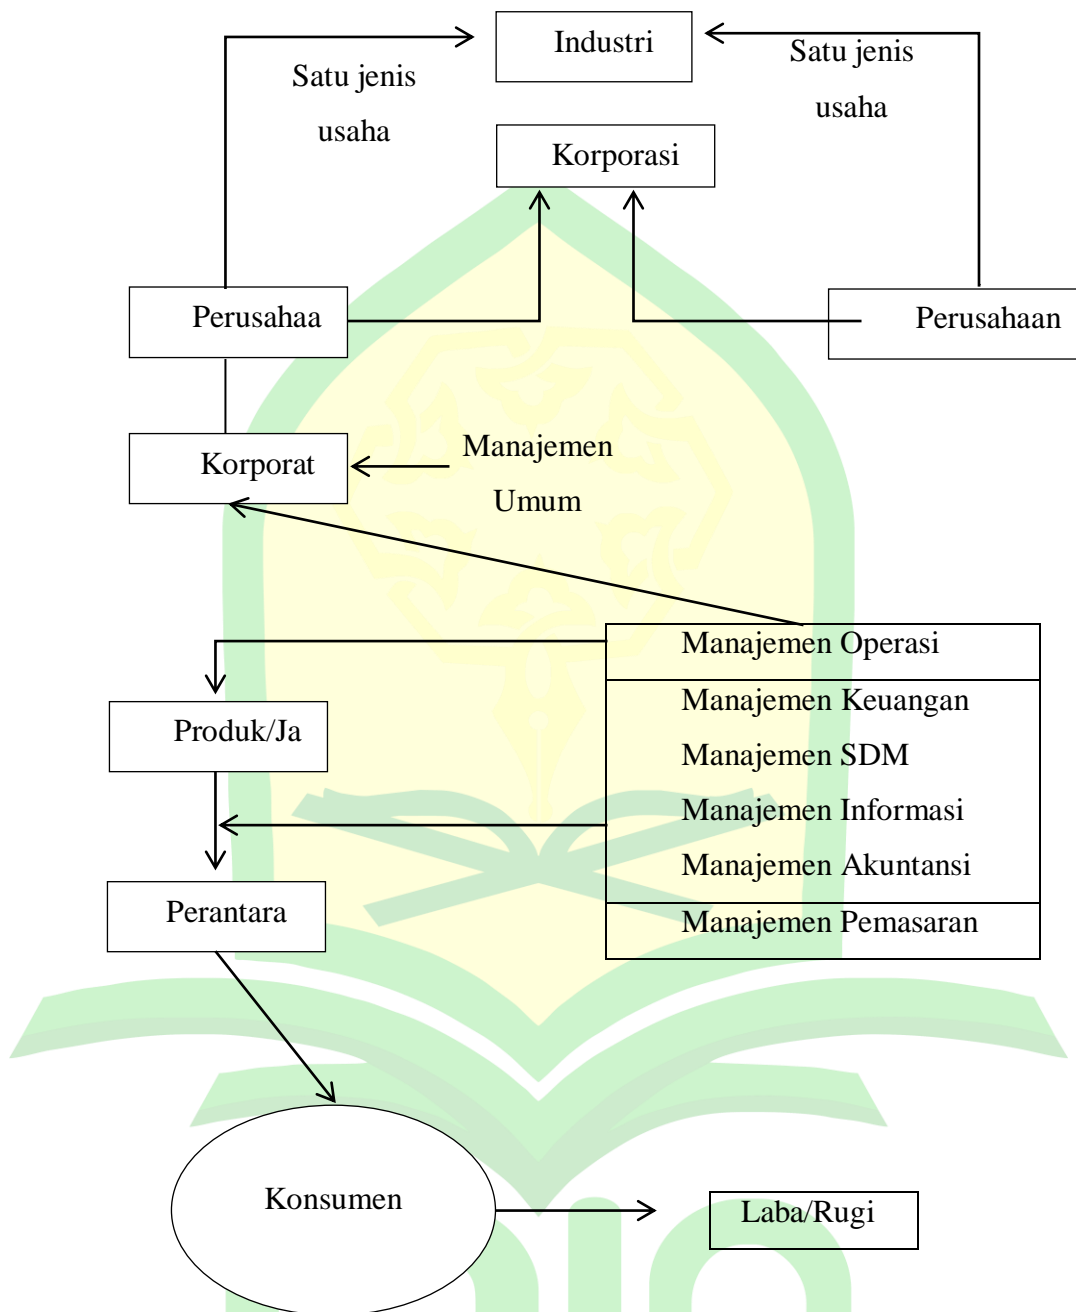 Industri
Satu jenis
usaha
Satu jenis
usaha
Korporasi
Perusahaa
Perusahaan
Korporat
Manajemen
Umum
Manajemen Operasi
Manajemen Keuangan
Manajemen SDM
Manajemen Informasi
Manajemen Akuntansi
Manajemen Pemasaran
Produk/Ja
Perantara
Konsumen
Laba/Rugi